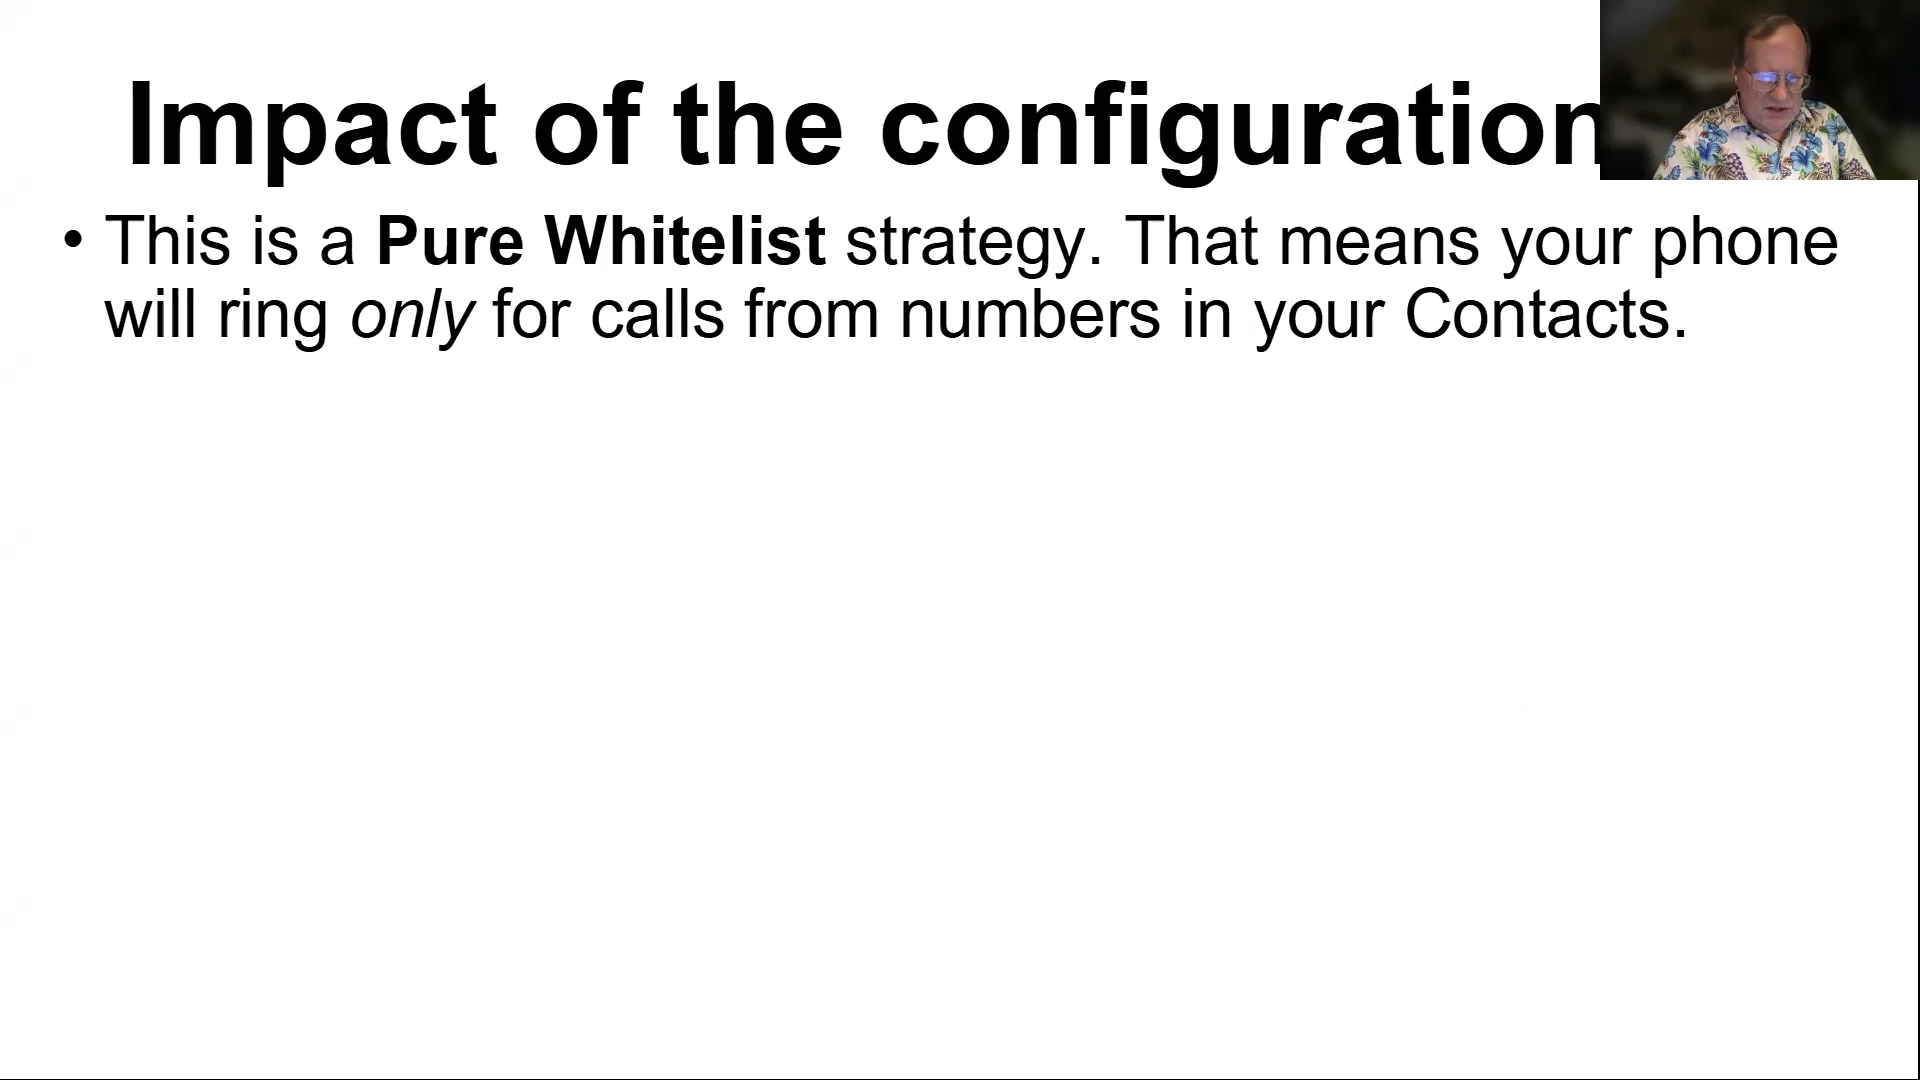 Impact of the configuration
• This is a Pure Whitelist strategy. That means your phone
will ring only for calls from numbers in your Contacts.